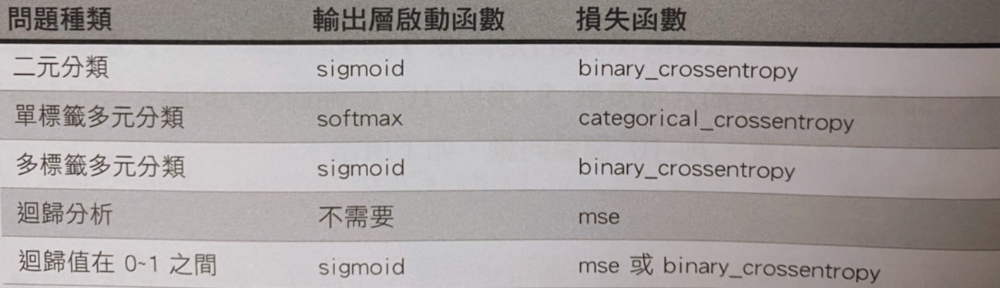 問題種類 輸出層啟動函數 損失函數
二元分類 sigmoid binary_crossentropy
單標籤多元分類 softmax categorical_crossentropy
多標籤多元分類 sigmoid binary_crossentropy
迴歸分析 不需要 mse
迴歸值在 0~1 之間 sigmoid mse 或 binary_crossentropy